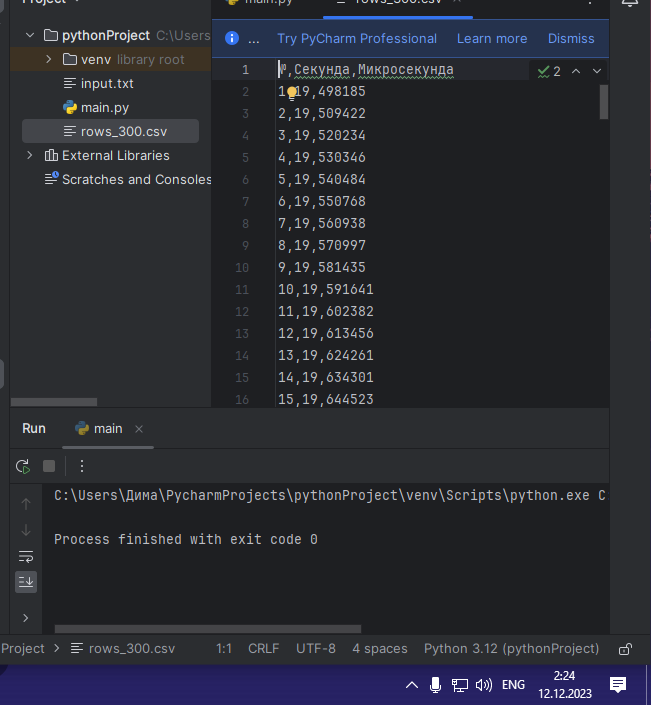 Project
main.py
rows_300.csv
pythonProject C:\Users
venv library root
input.txt
main.py
rows_300.csv
External Libraries
Scratches and Consoles
... Try PyCharm Professional Learn more Dismiss
1 №,Секунда,Микросекунда 2
2 1,19,498185
3 2,19,509422
4 3,19,520234
5 4,19,530346
6 5,19,540484
7 6,19,550768
8 7,19,560938
9 8,19,570997
10 9,19,581435
11 10,19,591641
12 11,19,602382
13 12,19,613456
14 13,19,624261
15 14,19,634301
16 15,19,644523
Run main
C:\Users\Дима\PycharmProjects\pythonProject\venv\Scripts\python.exe C
Process finished with exit code 0
Project > rows_300.csv 1:1 CRLF UTF-8 4 spaces Python 3.12 (pythonProject)
ENG 2:24
12.12.2023